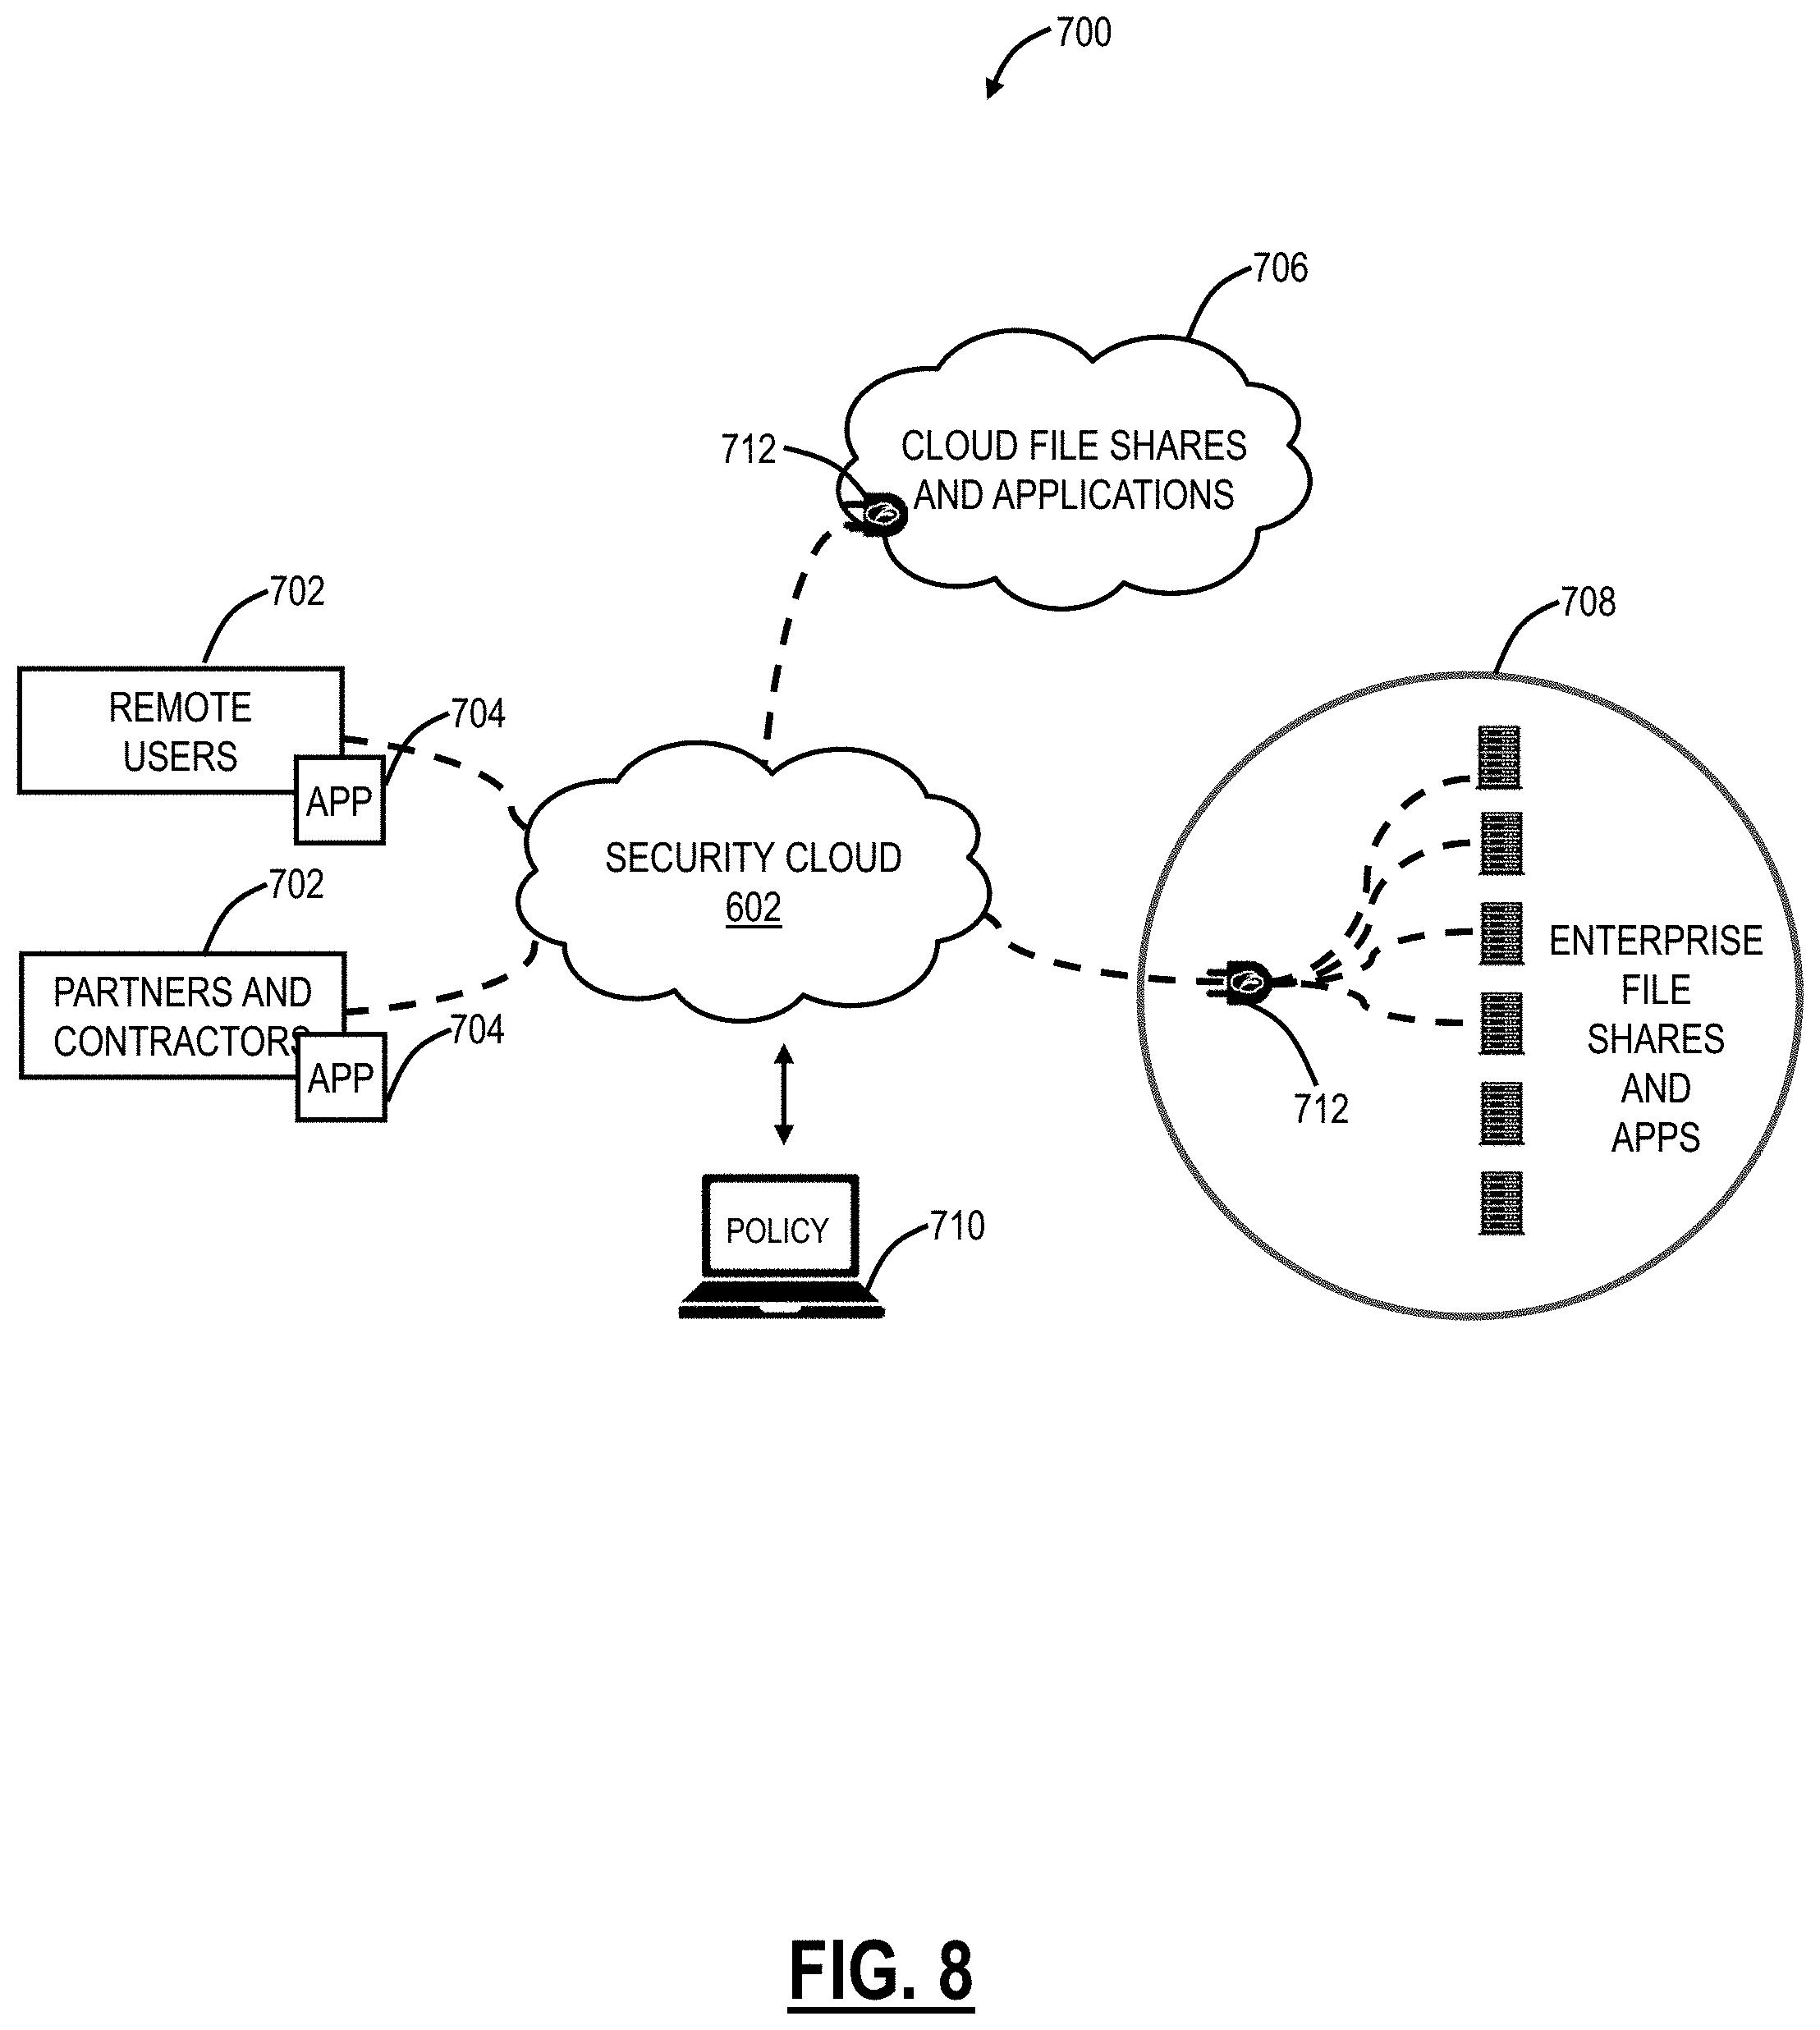 700
706
712
CLOUD FILE SHARES
AND APPLICATIONS
702
708
REMOTE
USERS
704
APP
SECURITY CLOUD
602
702
PARTNERS AND
CONTRACTORS
704
APP
ENTERPRISE
FILE
SHARES
AND
APPS
712
POLICY
710
FIG. 8